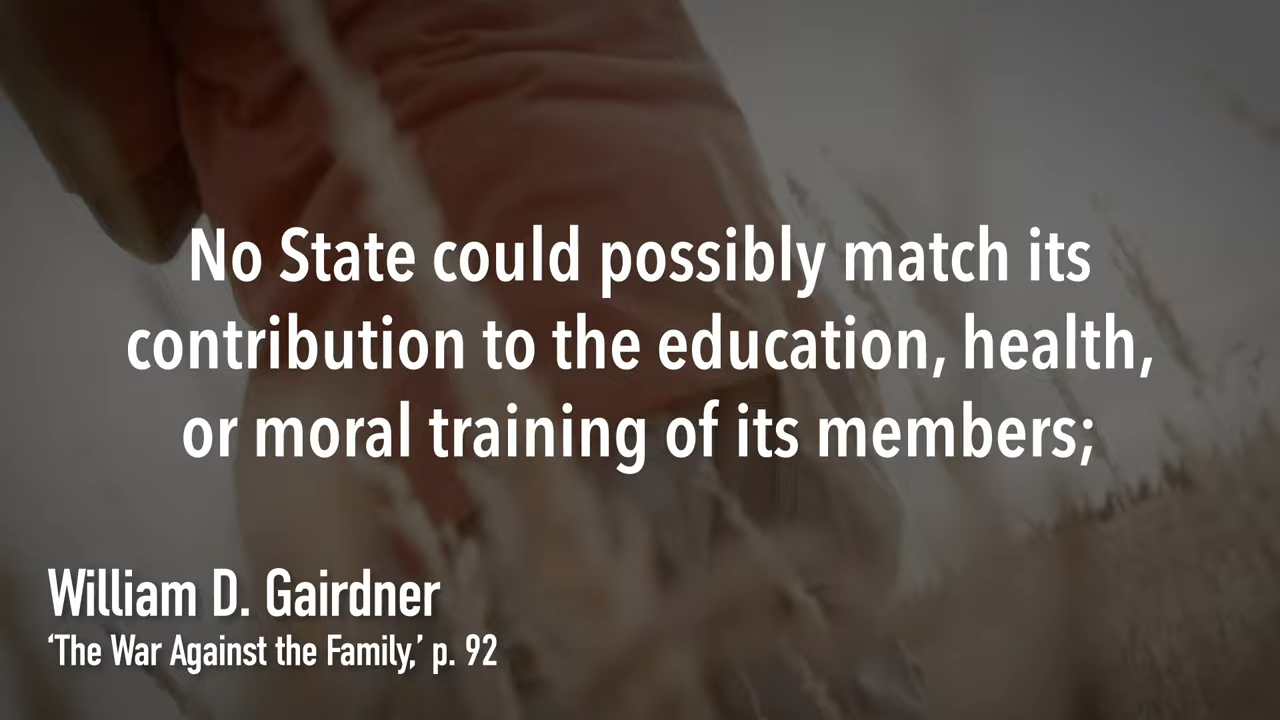 No State could possibly match its
contribution to the education, health,
or moral training of its members;
William D. Gairdner
‘The War Against the Family,’ p. 92